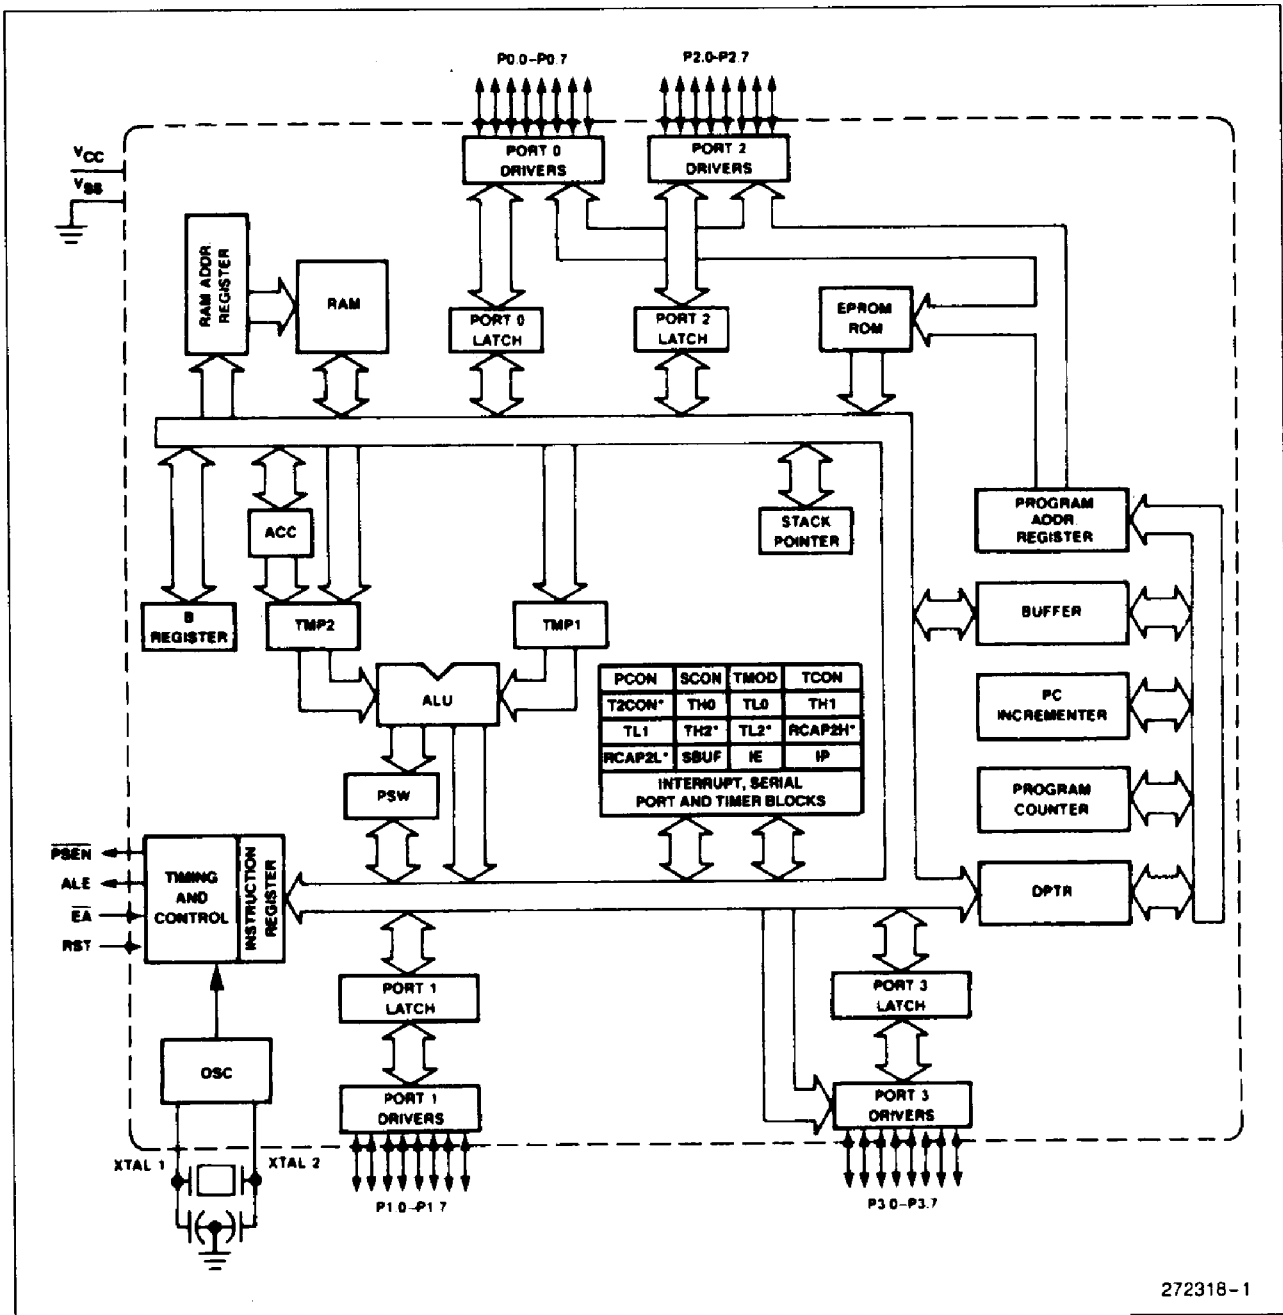 P0.0–P0.7
P2.0-P2.7
VCC
VSS
PORT 0
DRIVERS
PORT 2
DRIVERS
RAM ADDR.
REGISTER
RAM
PORT 0
LATCH
PORT 2
LATCH
EPROM
ROM
ACC
STACK
POINTER
PROGRAM
ADDR.
REGISTER
B
REGISTER
TMP2
TMP1
BUFFER
ALU
PCON SCON TMOD TCON
T2CON* TH0 TL0 TH1
TL1 TH2* TL2* RCAP2H*
RCAP2L* SBUF IE IP
INTERRUPT, SERIAL
PORT AND TIMER BLOCKS
PC
INCREMENTER
PSW
PROGRAM
COUNTER
PSEN
ALE
EA
RST
TIMING
AND
CONTROL
INSTRUCTION
REGISTER
DPTR
PORT 1
LATCH
PORT 3
LATCH
OSC
PORT 1
DRIVERS
PORT 3
DRIVERS
XTAL 1
XTAL 2
P1.0–P1.7
P3.0–P3.7
272318-1